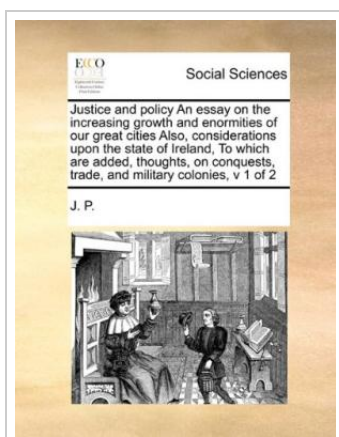 ECCO
Social Sciences
Justice and policy An essay on the
increasing growth and enormities of
our great cities Also, considerations
upon the state of Ireland, To which
are added, thoughts, on conquests,
trade, and military colonies, v 1 of 2
J. P.